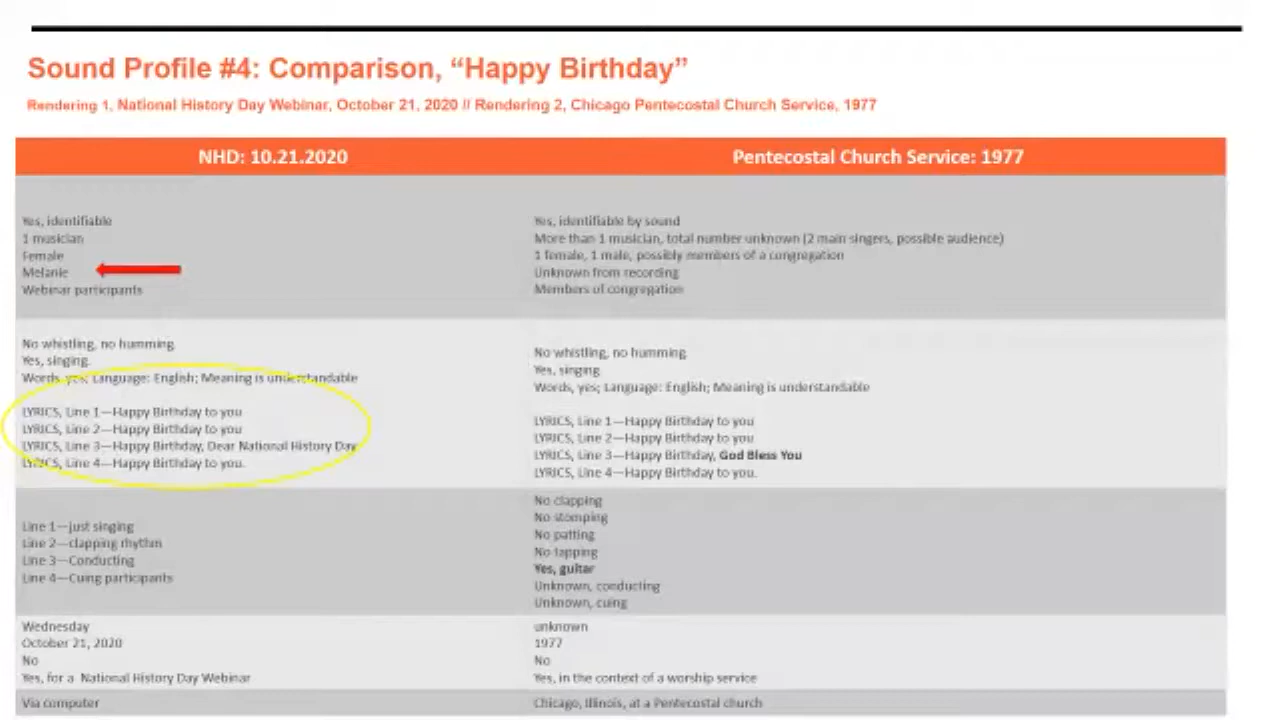 Sound Profile #4: Comparison, “Happy Birthday”
Rendering 1, National History Day Webinar, October 21, 2020 // Rendering 2, Chicago Pentecostal Church Service, 1977
NHD: 10.21.2020
Pentecostal Church Service: 1977
Yes, identifiable
1 musician
Female
Melanie
Webinar participants
Yes, identifiable by sound
More than 1 musician, total number unknown (2 main singers, possible audience)
1 female, 1 male, possibly members of a congregation
Unknown from recording
Members of congregation
No whistling, no humming
Yes, singing.
Words, yes; Language: English; Meaning is understandable
LYRICS, Line 1—Happy Birthday to you
LYRICS, Line 2—Happy Birthday to you
LYRICS, Line 3—Happy Birthday, Dear National History Day
LYRICS, Line 4—Happy Birthday to you.
No whistling, no humming
Yes, singing
Words, yes; Language: English; Meaning is understandable
LYRICS, Line 1—Happy Birthday to you
LYRICS, Line 2—Happy Birthday to you
LYRICS, Line 3—Happy Birthday, God Bless You
LYRICS, Line 4—Happy Birthday to you.
Line 1—just singing
Line 2—clapping rhythm
Line 3—Conducting
Line 4—Cuing participants
No clapping
No stomping
No patting
No tapping
Yes, guitar
Unknown, conducting
Unknown, cuing
Wednesday
October 21, 2020
No
Yes, for a National History Day Webinar
unknown
1977
No
Yes, in the context of a worship service
Via computer
Chicago, Illinois, at a Pentecostal church